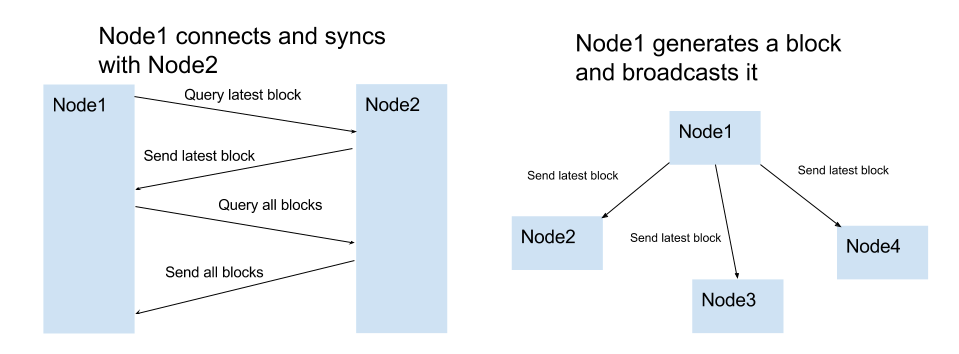 Node1 connects and syncs
with Node2
Node1
Query latest block
Node2
Send latest block
Query all blocks
Send all blocks
Node1 generates a block
and broadcasts it
Node1
Send latest block
Send latest block
Node2
Send latest block
Node4
Node3